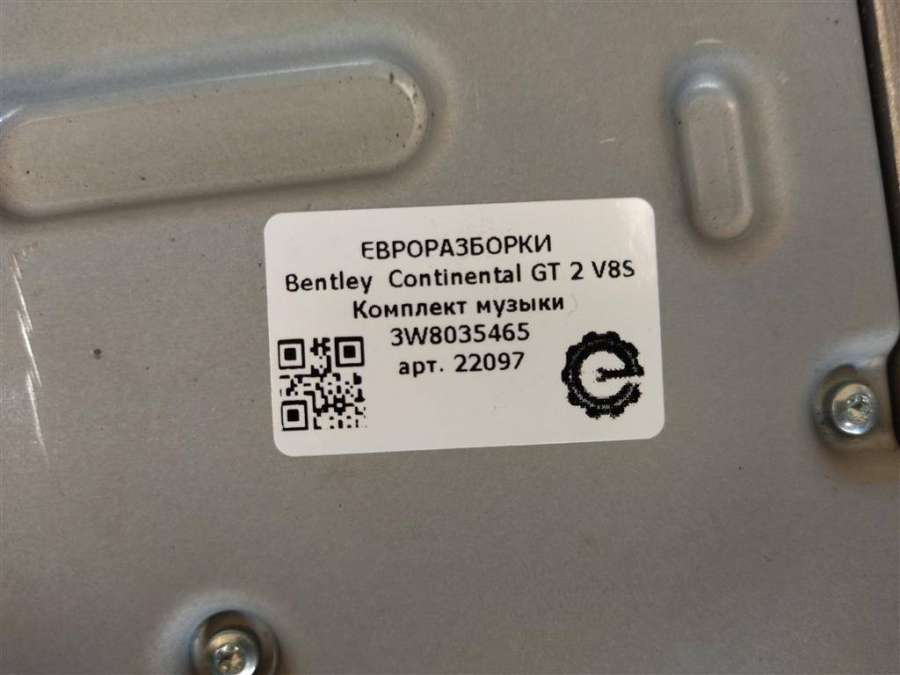 ЕВРОРАЗБОРКИ
Bentley Continental GT 2 V8S
Комплект музыки
3W8035465
арт. 22097